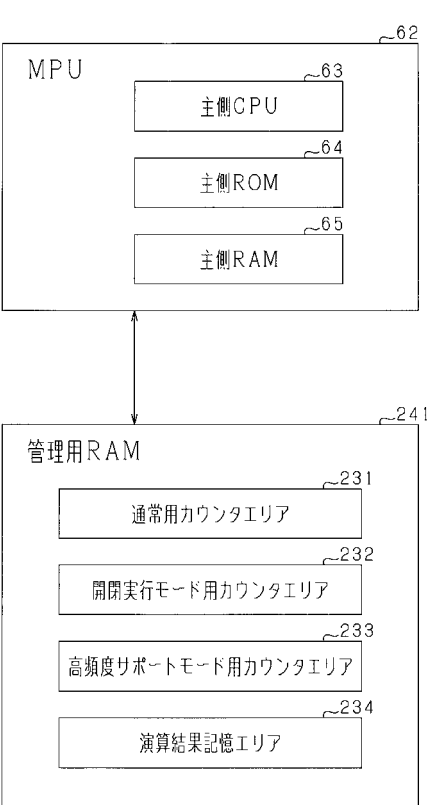 62
MPU
63
主側CPU
64
主側ROM
65
主側RAM
241
管理用RAM
231
通常用カウンタエリア
232
開閉実行モード用カウンタエリア
233
高頻度サポートモード用カウンタエリア
234
演算結果記憶エリア